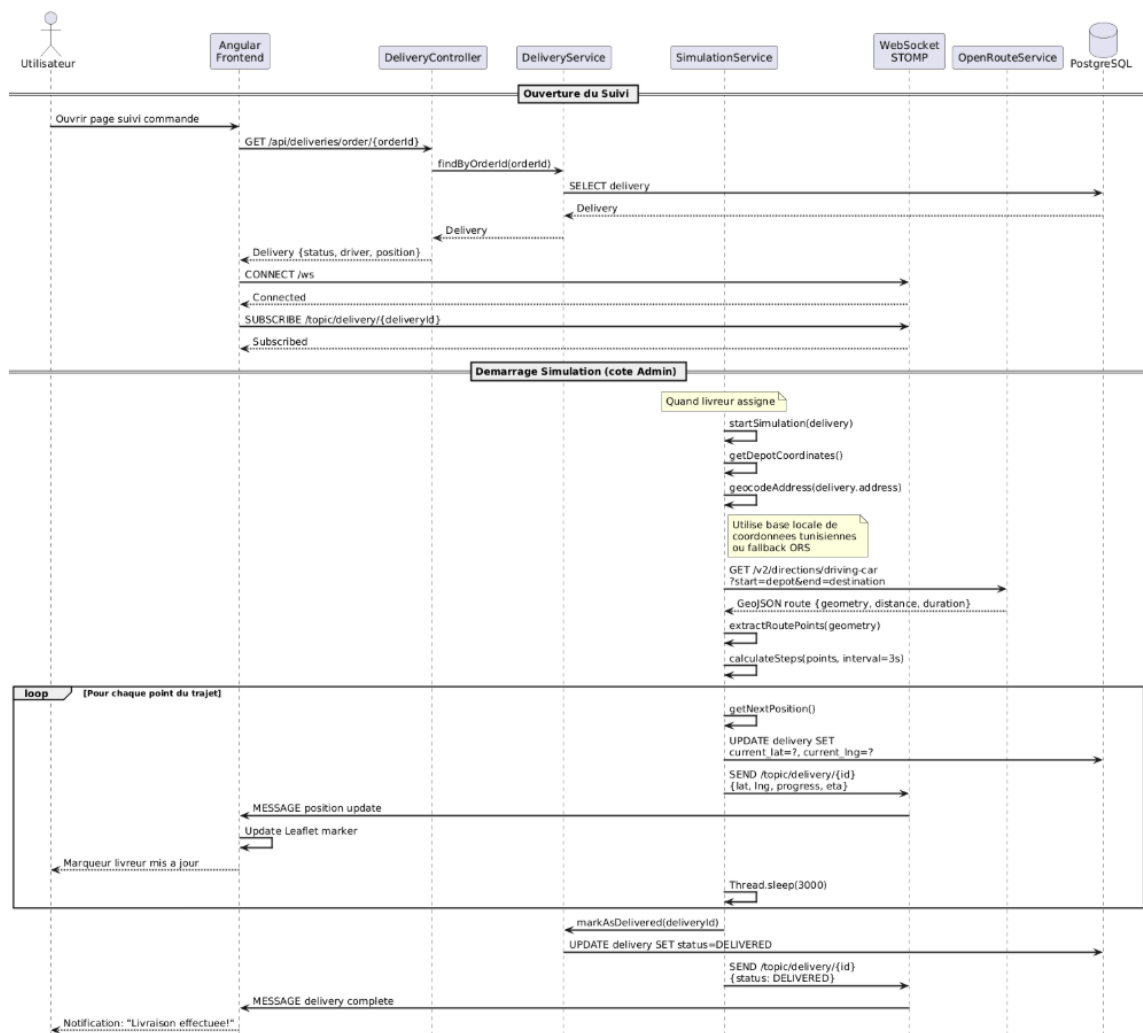 Utilisateur
Angular
Frontend
DeliveryController
DeliveryService
SimulationService
WebSocket
STOMP
OpenRouteService
PostgreSQL
Ouverture du Suivi
Ouvrir page suivi commande
GET /api/deliveries/order/{orderId}
findByOrderId(orderId)
SELECT delivery
Delivery
Delivery
Delivery {status, driver, position}
CONNECT /ws
Connected
SUBSCRIBE /topic/delivery/{deliveryId}
Subscribed
Demarrage Simulation (cote Admin)
Quand livreur assigne
startSimulation(delivery)
getDepotCoordinates()
geocodeAddress(delivery.address)
Utilise base locale de
coordonnees tunisiennes
ou fallback ORS
GET /v2/directions/driving-car
?start=depot&end=destination
GeoJSON route {geometry, distance, duration}
extractRoutePoints(geometry)
calculateSteps(points, interval=3s)
loop [Pour chaque point du trajet]
getNextPosition()
UPDATE delivery SET
current_lat=?, current_lng=?
SEND /topic/delivery/{id}
{lat, lng, progress, eta}
MESSAGE position update
Update Leaflet marker
Marqueur livreur mis a jour
Thread.sleep(3000)
markAsDelivered(deliveryId)
UPDATE delivery SET status=DELIVERED
SEND /topic/delivery/{id}
{status: DELIVERED}
MESSAGE delivery complete
Notification: "Livraison effectuee!"